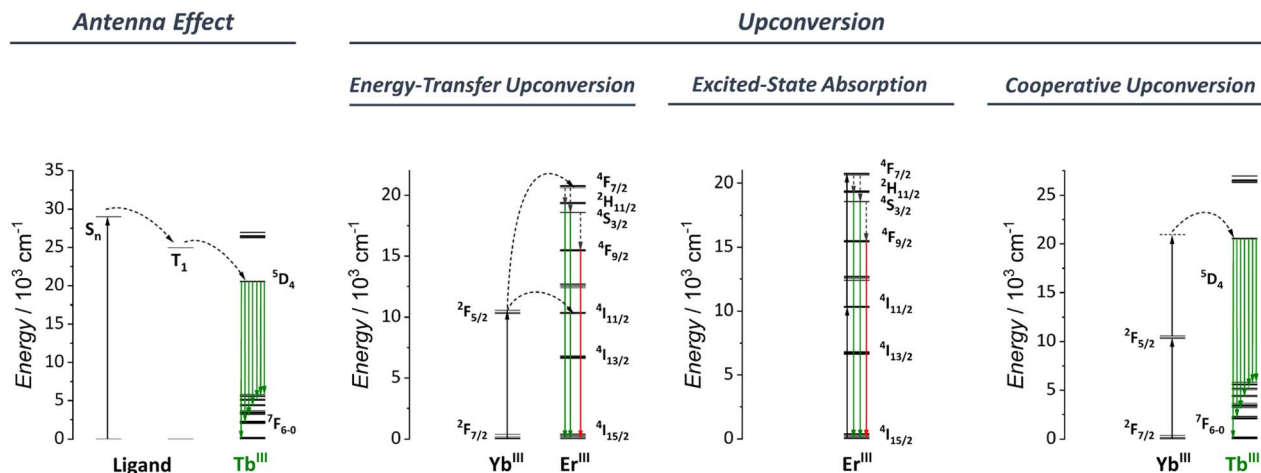 Antenna Effect
Upconversion
Energy-Transfer Upconversion
Excited-State Absorption
Cooperative Upconversion
Energy / 10³ cm⁻¹
35
30
25
20
15
10
5
0
Sₙ
T₁
⁵D₄
⁷F₆₋₀
Ligand
Tbᴵᴵᴵ
Energy / 10³ cm⁻¹
20
15
10
5
0
²F₅/₂
²F₇/₂
⁴F₇/₂
²H₁₁/₂
⁴S₃/₂
⁴F₉/₂
⁴I₁₁/₂
⁴I₁₃/₂
⁴I₁₅/₂
Ybᴵᴵᴵ
Erᴵᴵᴵ
Energy / 10³ cm⁻¹
20
15
10
5
0
⁴F₇/₂
²H₁₁/₂
⁴S₃/₂
⁴F₉/₂
⁴I₁₁/₂
⁴I₁₃/₂
⁴I₁₅/₂
Erᴵᴵᴵ
Energy / 10³ cm⁻¹
25
20
15
10
5
0
²F₅/₂
²F₇/₂
⁵D₄
⁷F₆₋₀
Ybᴵᴵᴵ
Tbᴵᴵᴵ